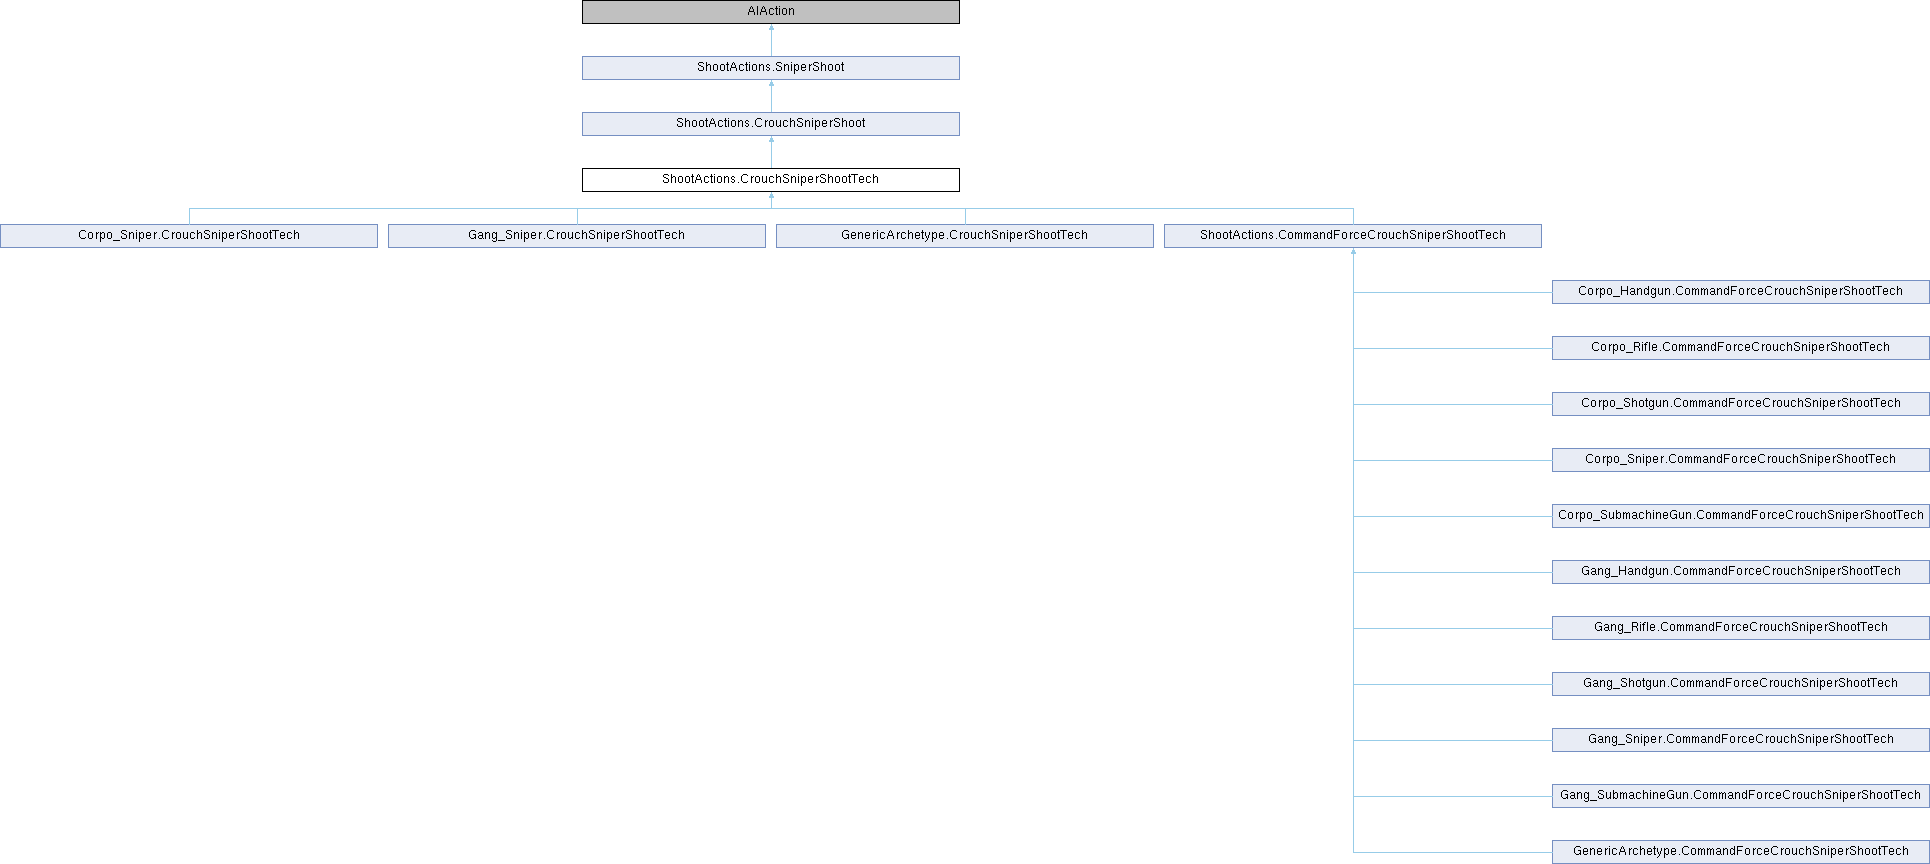 AIAction
ShootActions.SniperShoot
ShootActions.CrouchSniperShoot
ShootActions.CrouchSniperShootTech
Corpo_Sniper.CrouchSniperShootTech
Gang_Sniper.CrouchSniperShootTech
GenericArchetype.CrouchSniperShootTech
ShootActions.CommandForceCrouchSniperShootTech
Corpo_Handgun.CommandForceCrouchSniperShootTech
Corpo_Rifle.CommandForceCrouchSniperShootTech
Corpo_Shotgun.CommandForceCrouchSniperShootTech
Corpo_Sniper.CommandForceCrouchSniperShootTech
Corpo_SubmachineGun.CommandForceCrouchSniperShootTech
Gang_Handgun.CommandForceCrouchSniperShootTech
Gang_Rifle.CommandForceCrouchSniperShootTech
Gang_Shotgun.CommandForceCrouchSniperShootTech
Gang_Sniper.CommandForceCrouchSniperShootTech
Gang_SubmachineGun.CommandForceCrouchSniperShootTech
GenericArchetype.CommandForceCrouchSniperShootTech